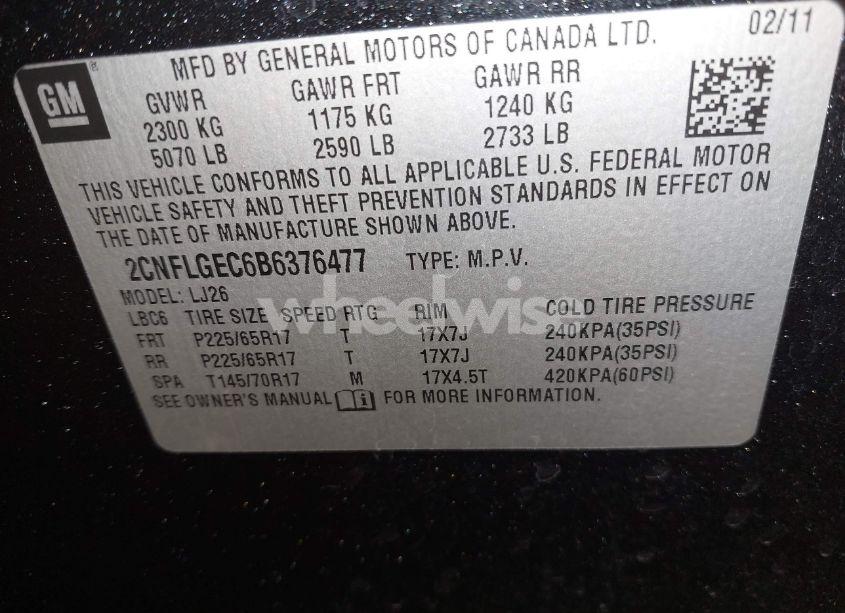 02/11
GM
MFD BY GENERAL MOTORS OF CANADA LTD.
GVWR GAWR FRT GAWR RR
2300 KG 1175 KG 1240 KG
5070 LB 2590 LB 2733 LB
THIS VEHICLE CONFORMS TO ALL APPLICABLE U.S. FEDERAL MOTOR
VEHICLE SAFETY AND THEFT PREVENTION STANDARDS IN EFFECT ON
THE DATE OF MANUFACTURE SHOWN ABOVE.
2CNFLGEC6B6376477 TYPE: M.P.V.
MODEL: LJ26
LBC6 TIRE SIZE SPEED RTG RIM COLD TIRE PRESSURE
FRT P225/65R17 T 17X7J 240KPA(35PSI)
RR P225/65R17 T 17X7J 240KPA(35PSI)
SPA T145/70R17 M 17X4.5T 420KPA(60PSI)
SEE OWNER'S MANUAL FOR MORE INFORMATION.